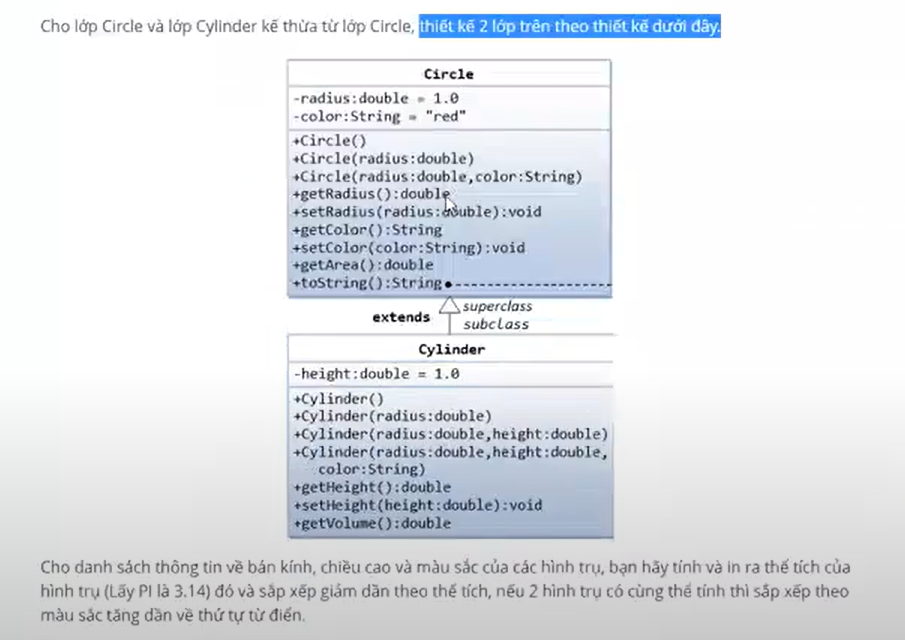 Cho lớp Circle và lớp Cylinder kế thừa từ lớp Circle, thiết kế 2 lớp trên theo thiết kế dưới đây.
Circle
-radius:double = 1.0
-color:String = "red"
+Circle()
+Circle(radius:double)
+Circle(radius:double,color:String)
+getRadius():double
+setRadius(radius:double):void
+getColor():String
+setColor(color:String):void
+getArea():double
+toString():String
superclass
extends
subclass
Cylinder
-height:double = 1.0
+Cylinder()
+Cylinder(radius:double)
+Cylinder(radius:double,height:double)
+Cylinder(radius:double,height:double,
color:String)
+getHeight():double
+setHeight(height:double):void
+getVolume():double
Cho danh sách thông tin về bán kính, chiều cao và màu sắc của các hình trụ, bạn hãy tính và in ra thể tích của
hình trụ (Lấy PI là 3.14) đó và sắp xếp giảm dần theo thể tích, nếu 2 hình trụ có cùng thể tính thì sắp xếp theo
màu sắc tăng dần về thứ tự từ điển.